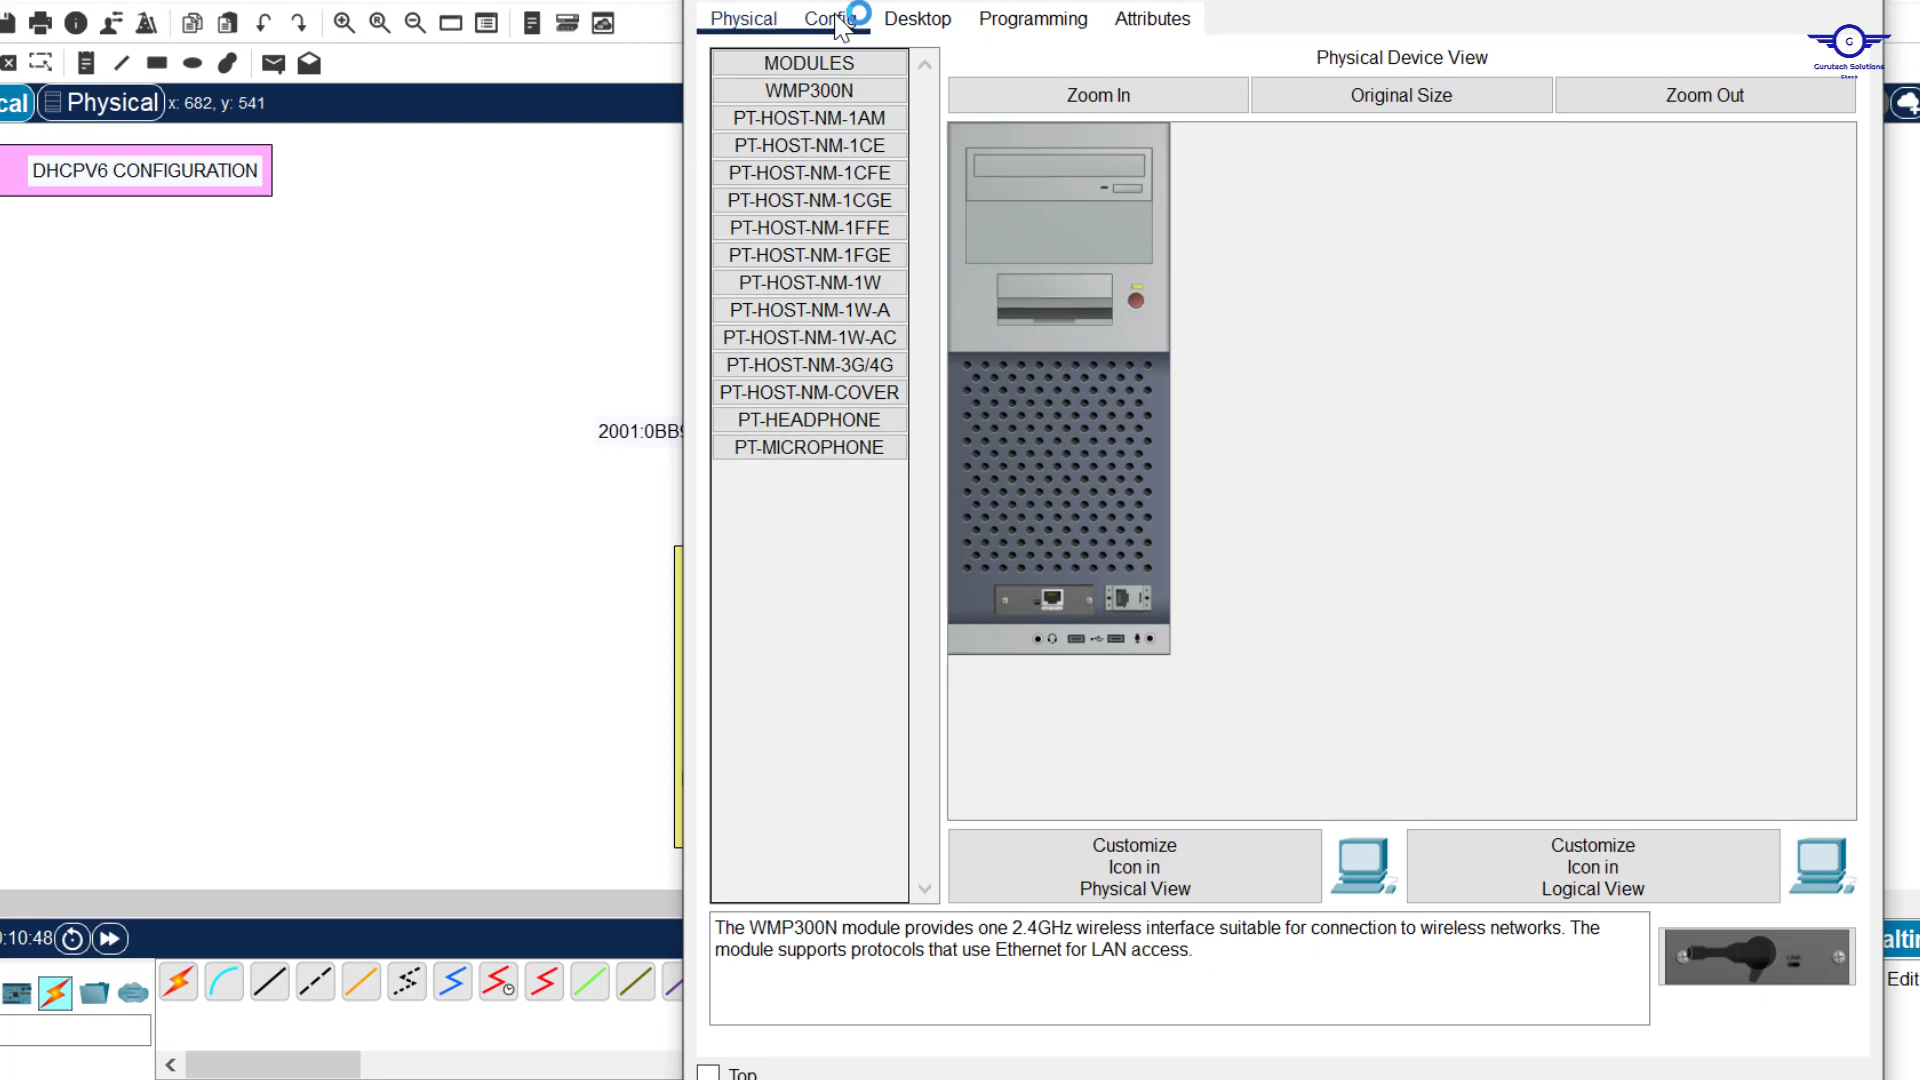 Physical
Config
Desktop
Programming
Attributes
G
Gurutech Solutions
MODULES
WMP300N
PT-HOST-NM-1AM
PT-HOST-NM-1CE
PT-HOST-NM-1CFE
PT-HOST-NM-1CGE
PT-HOST-NM-1FFE
PT-HOST-NM-1FGE
PT-HOST-NM-1W
PT-HOST-NM-1W-A
PT-HOST-NM-1W-AC
PT-HOST-NM-3G/4G
PT-HOST-NM-COVER
PT-HEADPHONE
PT-MICROPHONE
Physical Device View
Zoom In
Original Size
Zoom Out
cal
Physical
x: 682, y: 541
DHCPV6 CONFIGURATION
2001:0BB9
Customize
Icon in
Physical View
Customize
Icon in
Logical View
The WMP300N module provides one 2.4GHz wireless interface suitable for connection to wireless networks. The
module supports protocols that use Ethernet for LAN access.
:10:48
altin
Edit
Top